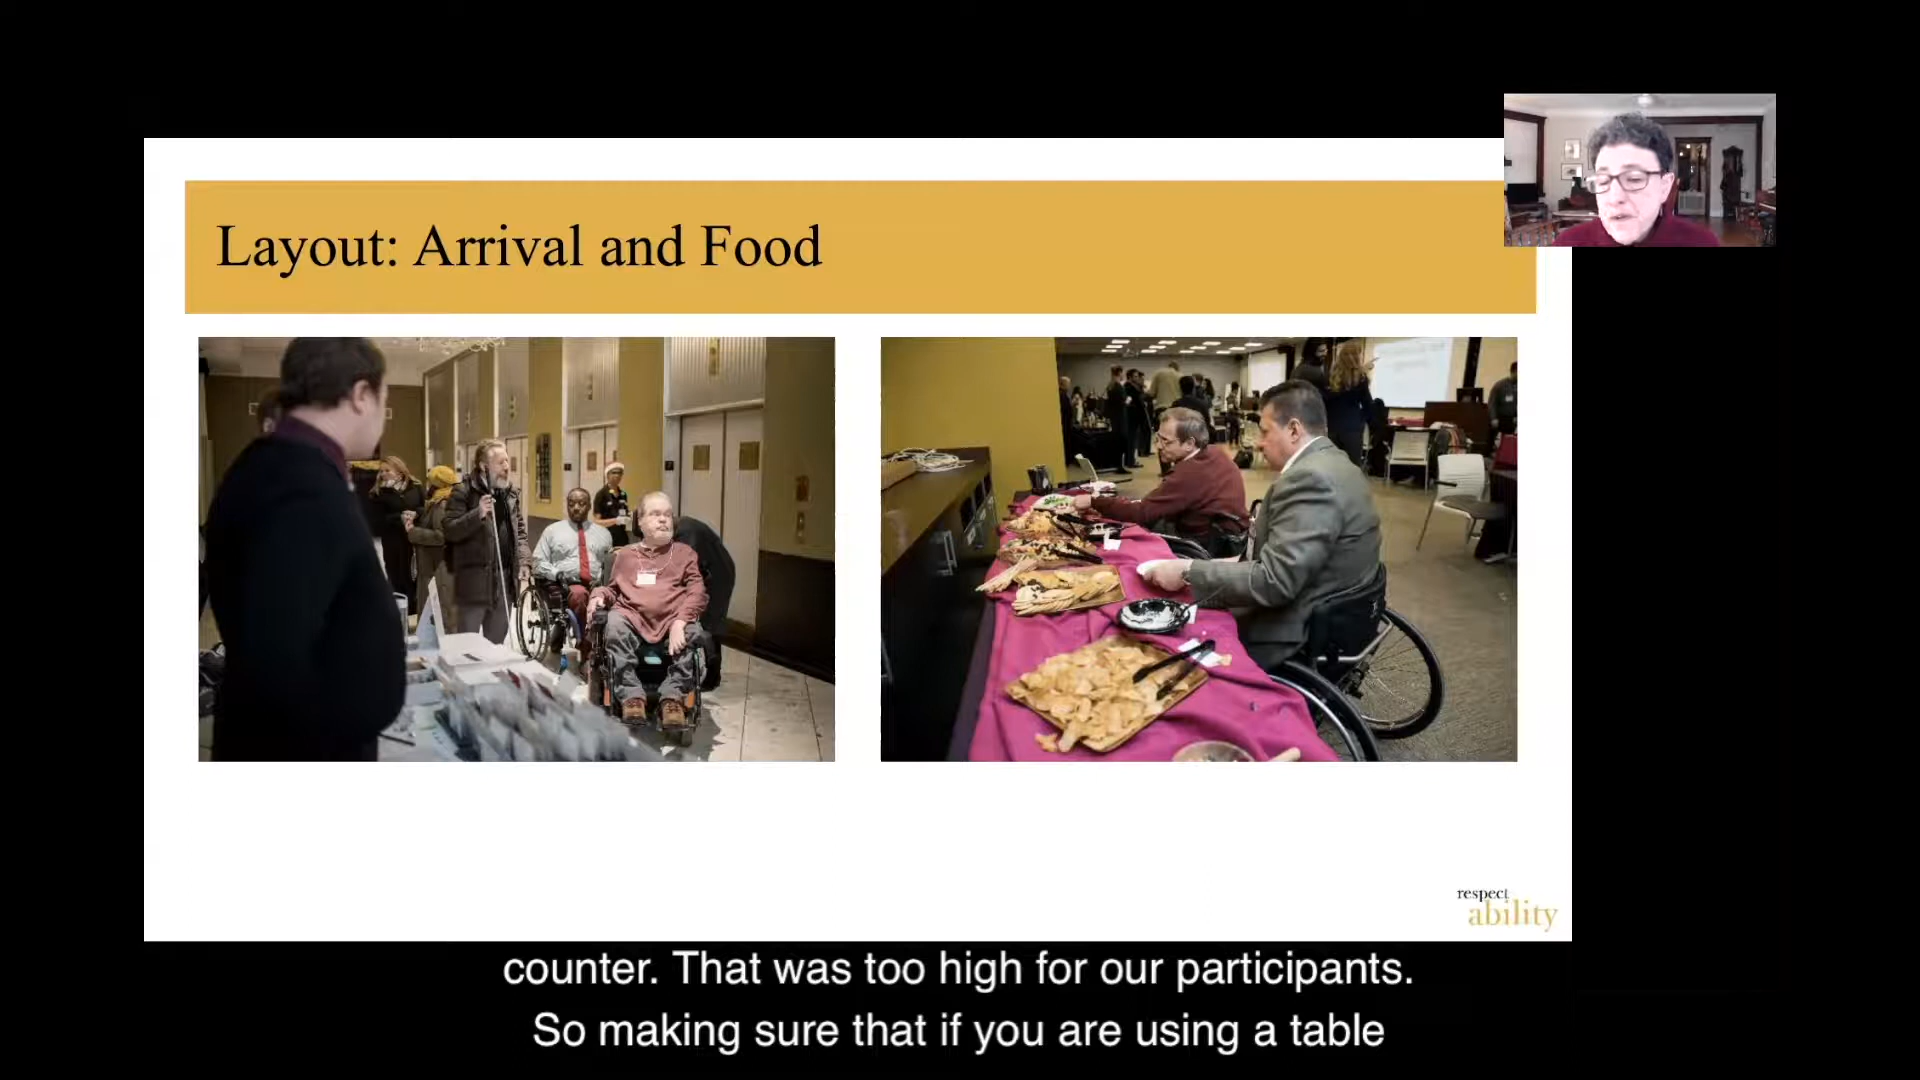 Layout: Arrival and Food
respect
ability
counter. That was too high for our participants.
So making sure that if you are using a table